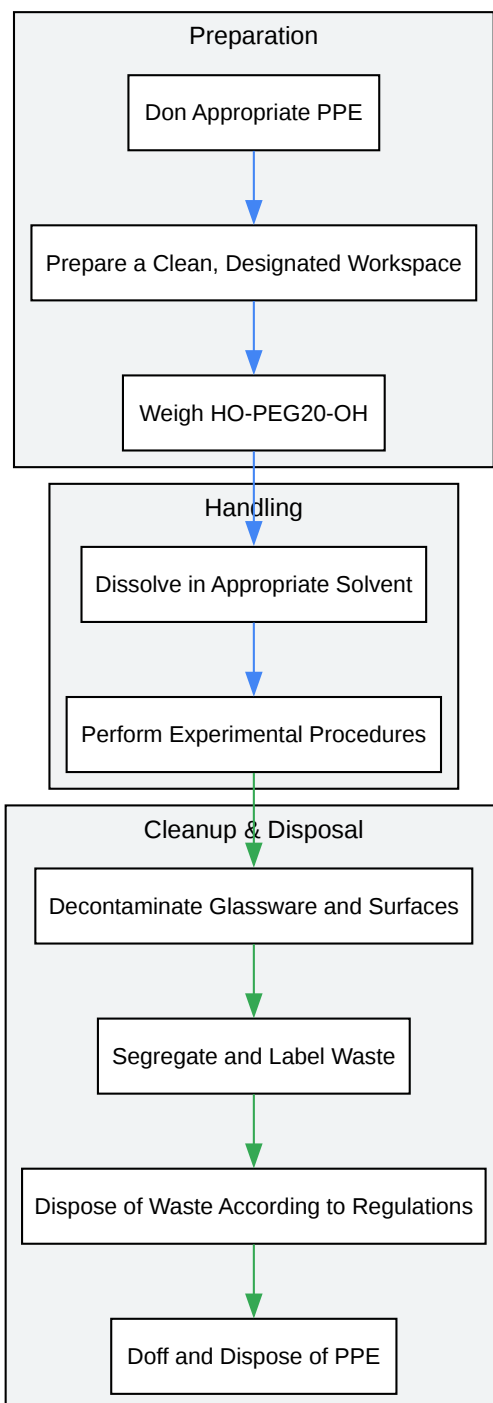 Preparation
Don Appropriate PPE
Prepare a Clean, Designated Workspace
Weigh HO-PEG20-OH
Handling
Dissolve in Appropriate Solvent
Perform Experimental Procedures
Cleanup & Disposal
Decontaminate Glassware and Surfaces
Segregate and Label Waste
Dispose of Waste According to Regulations
Doff and Dispose of PPE